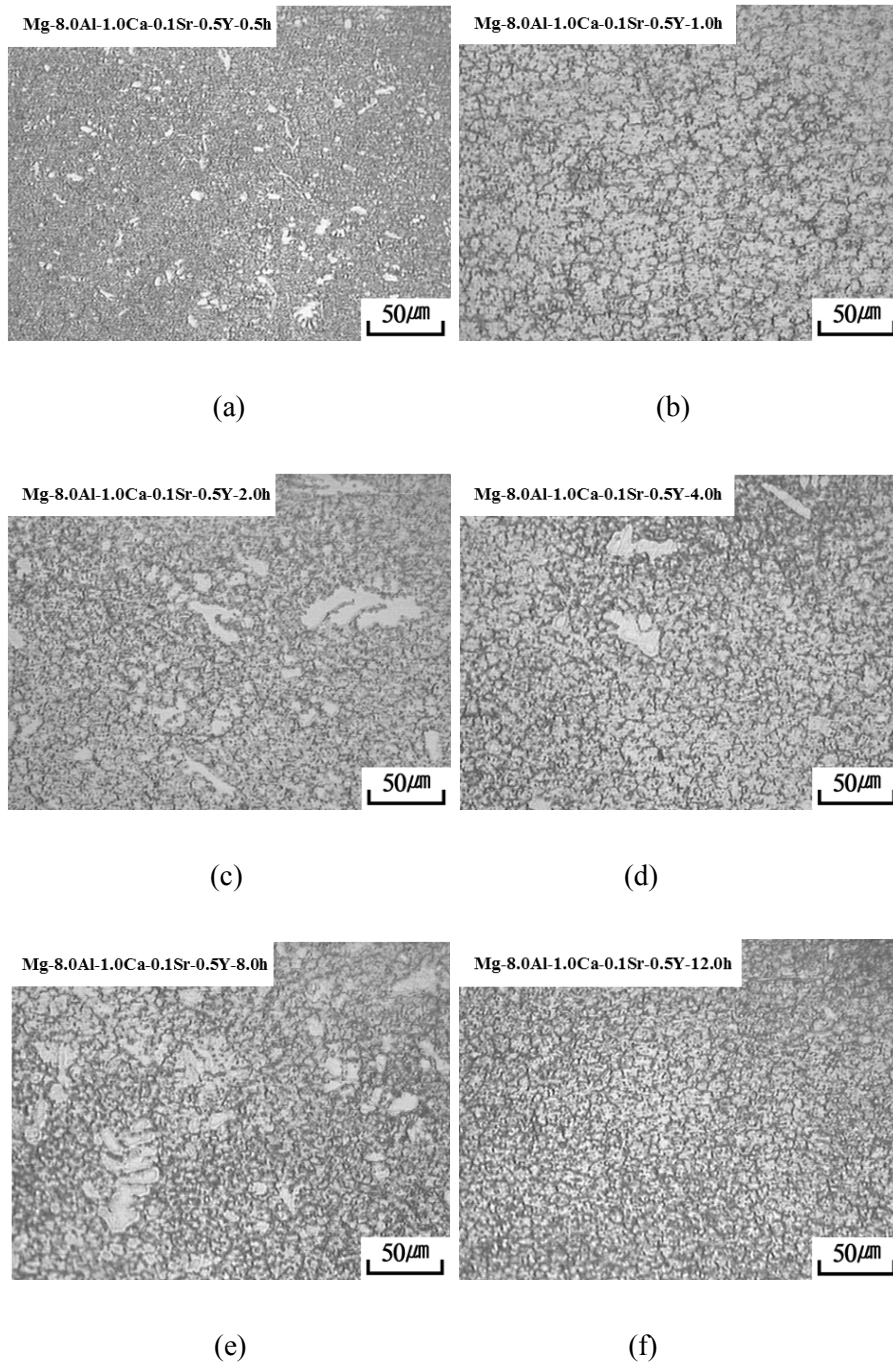 Mg-8.0Al-1.0Ca-0.1Sr-0.5Y-0.5h
Mg-8.0Al-1.0Ca-0.1Sr-0.5Y-1.0h
50μm
50μm
(a)
(b)
Mg-8.0Al-1.0Ca-0.1Sr-0.5Y-2.0h
Mg-8.0Al-1.0Ca-0.1Sr-0.5Y-4.0h
50μm
50μm
(c)
(d)
Mg-8.0Al-1.0Ca-0.1Sr-0.5Y-8.0h
Mg-8.0Al-1.0Ca-0.1Sr-0.5Y-12.0h
50μm
50μm
(e)
(f)